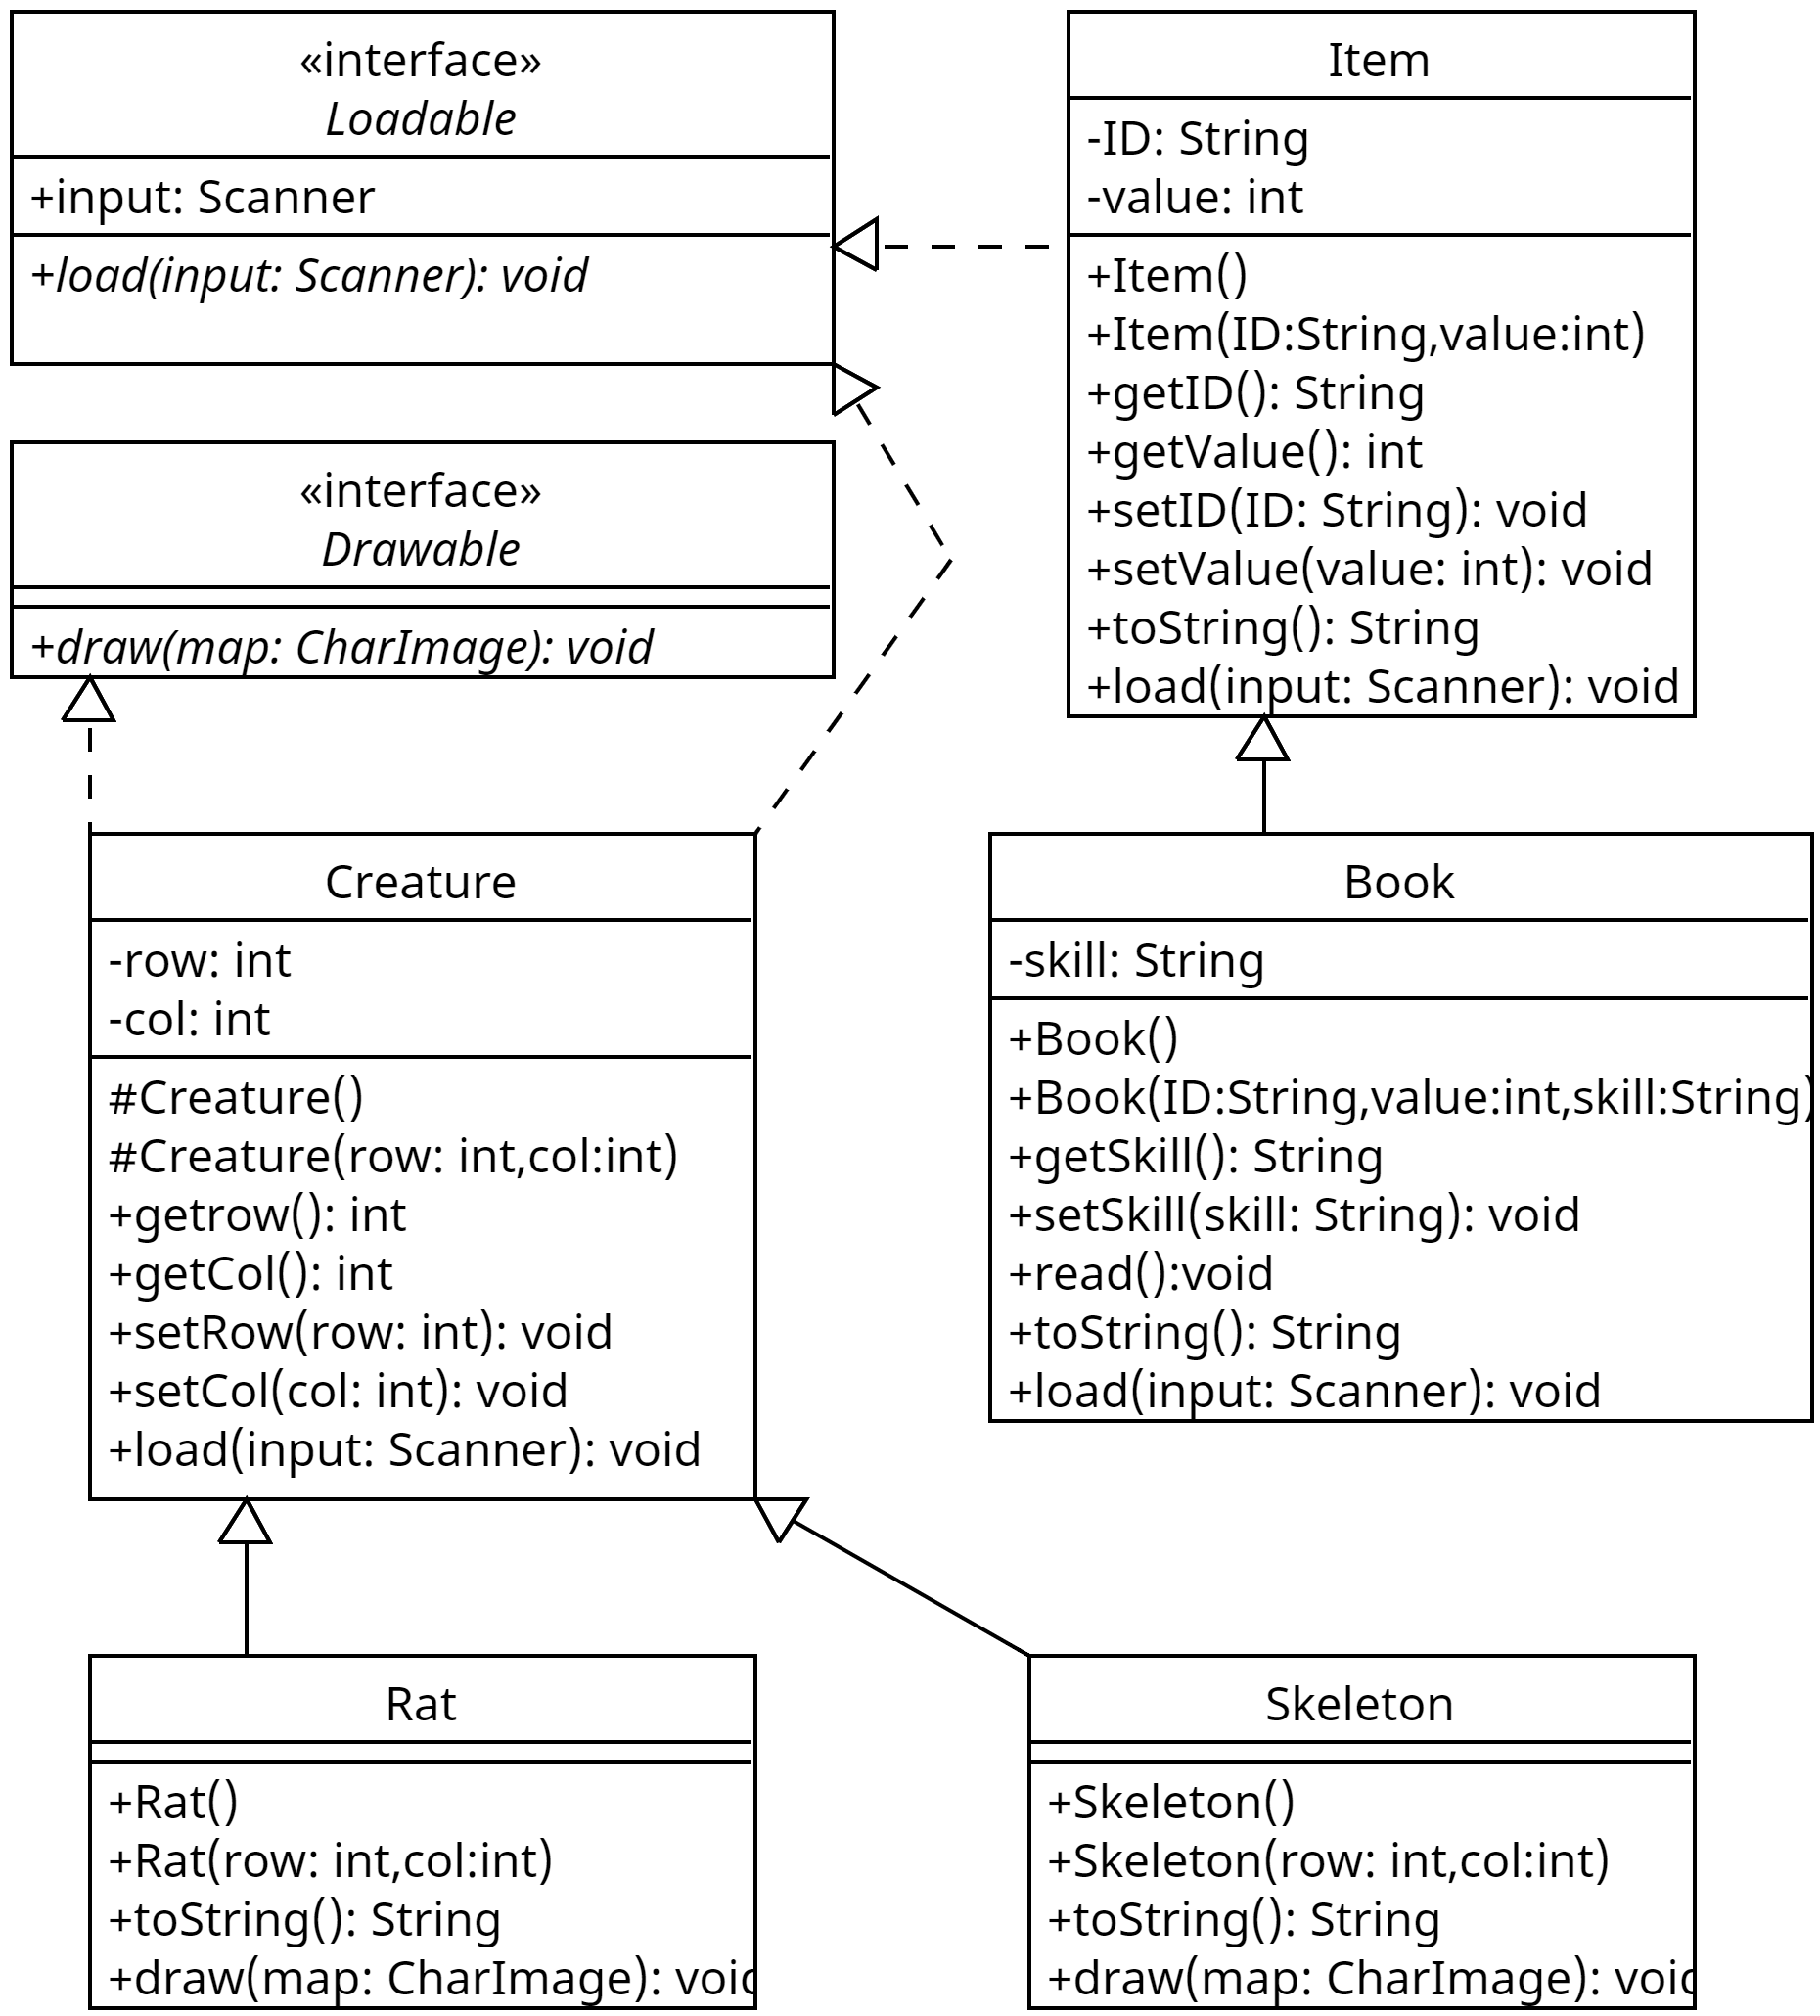 «interface»
Loadable
+input: Scanner
+load(input: Scanner): void
«interface»
Drawable
+draw(map: CharImage): void
Item
-ID: String
-value: int
+Item()
+Item(ID:String,value:int)
+getID(): String
+getValue(): int
+setID(ID: String): void
+setValue(value: int): void
+toString(): String
+load(input: Scanner): void
Creature
-row: int
-col: int
#Creature()
#Creature(row: int,col:int)
+getrow(): int
+getCol(): int
+setRow(row: int): void
+setCol(col: int): void
+load(input: Scanner): void
Book
-skill: String
+Book()
+Book(ID:String,value:int,skill:String)
+getSkill(): String
+setSkill(skill: String): void
+read():void
+toString(): String
+load(input: Scanner): void
Rat
+Rat()
+Rat(row: int,col:int)
+toString(): String
+draw(map: CharImage): void
Skeleton
+Skeleton()
+Skeleton(row: int,col:int)
+toString(): String
+draw(map: CharImage): void